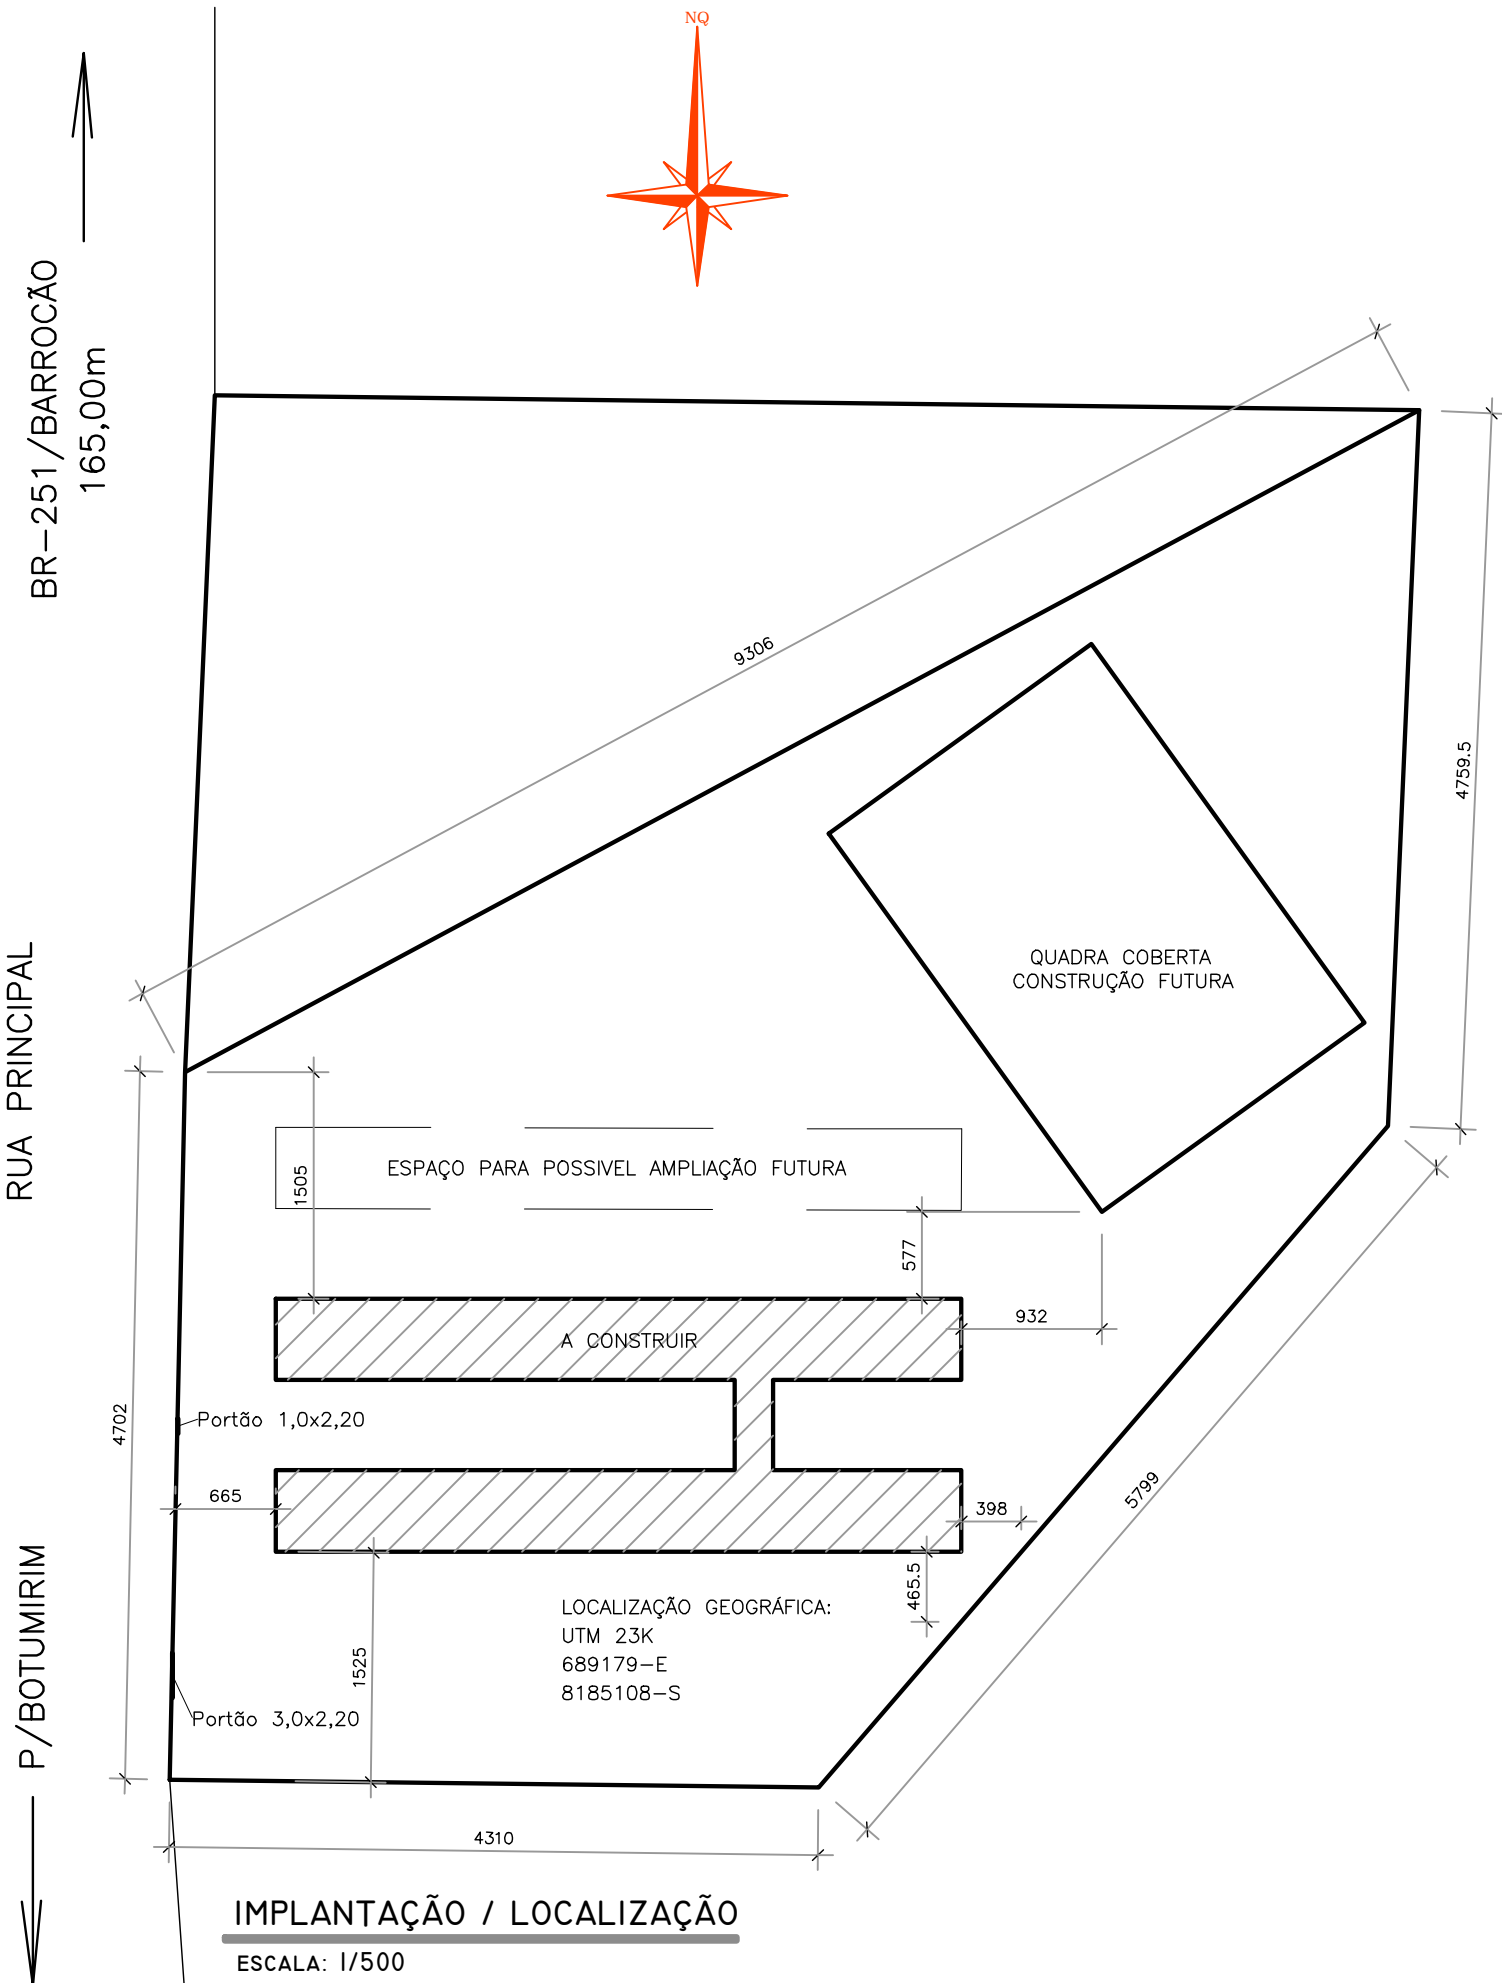 NQ
BR-251/BARROCÃO
165,00m
9306
4759.5
QUADRA COBERTA
CONSTRUÇÃO FUTURA
RUA PRINCIPAL
ESPAÇO PARA POSSIVEL AMPLIAÇÃO FUTURA
1505
577
932
A CONSTRUIR
4702
Portão 1,0x2,20
665
398
5799
465.5
LOCALIZAÇÃO GEOGRÁFICA:
UTM 23K
689179-E
8185108-S
1525
P/BOTUMIRIM
Portão 3,0x2,20
4310
IMPLANTAÇÃO / LOCALIZAÇÃO
ESCALA: 1/500